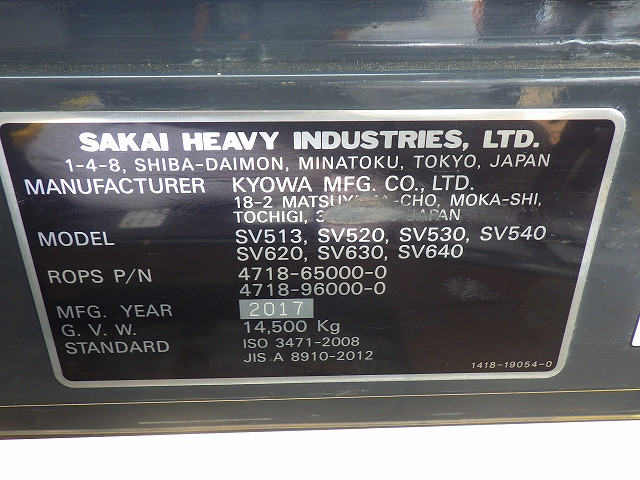 SAKAI HEAVY INDUSTRIES, LTD.
1-4-8, SHIBA-DAIMON, MINATOKU, TOKYO, JAPAN
MANUFACTURER KYOWA MFG. CO., LTD.
18-2 MOKA-SHI,
TOCHIGI, JAPAN
MODEL SV513, SV520, SV530, SV540
SV620, SV630, SV640
ROPS P/N 4718-65000-0
4718-96000-0
MFG. YEAR 2017
G. V. W. 14,500 Kg
STANDARD ISO 3471-2008
JIS A 8910-2012
1418-19054-0